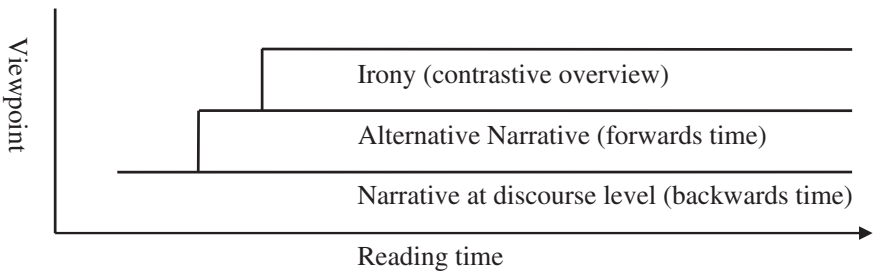 Viewpoint
Irony (contrastive overview)
Alternative Narrative (forwards time)
Narrative at discourse level (backwards time)
Reading time